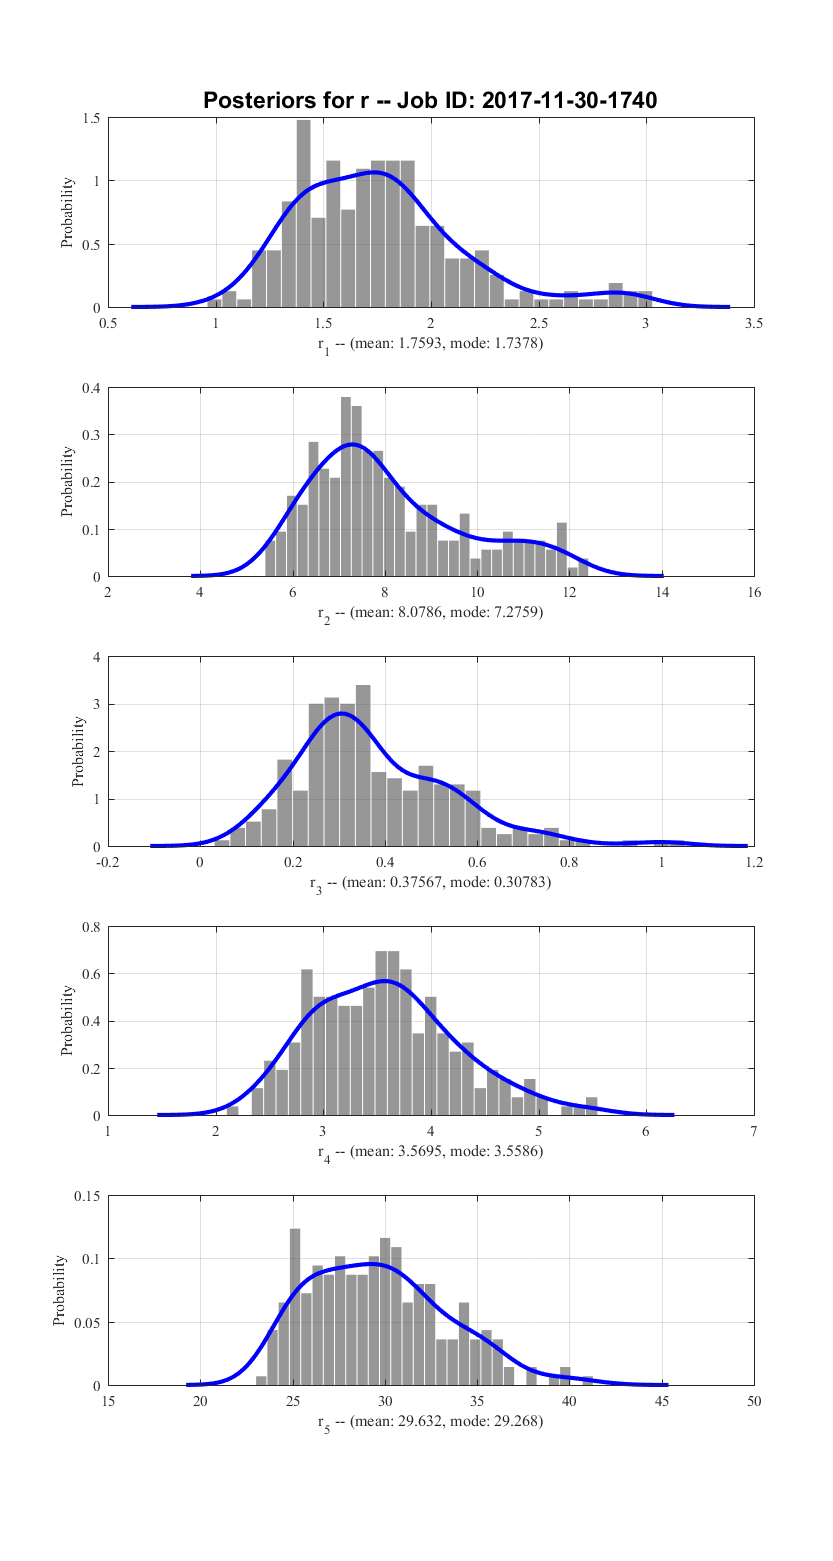 Posteriors for r -- Job ID: 2017-11-30-1740
1.5
1
0.5
0
Probability
0.5 1 1.5 2 2.5 3 3.5
r1 -- (mean: 1.7593, mode: 1.7378)
0.4
0.3
0.2
0.1
0
Probability
2 4 6 8 10 12 14 16
r2 -- (mean: 8.0786, mode: 7.2759)
4
3
2
1
0
Probability
-0.2 0 0.2 0.4 0.6 0.8 1 1.2
r3 -- (mean: 0.37567, mode: 0.30783)
0.8
0.6
0.4
0.2
0
Probability
1 2 3 4 5 6 7
r4 -- (mean: 3.5695, mode: 3.5586)
0.15
0.1
0.05
0
Probability
15 20 25 30 35 40 45 50
r5 -- (mean: 29.632, mode: 29.268)